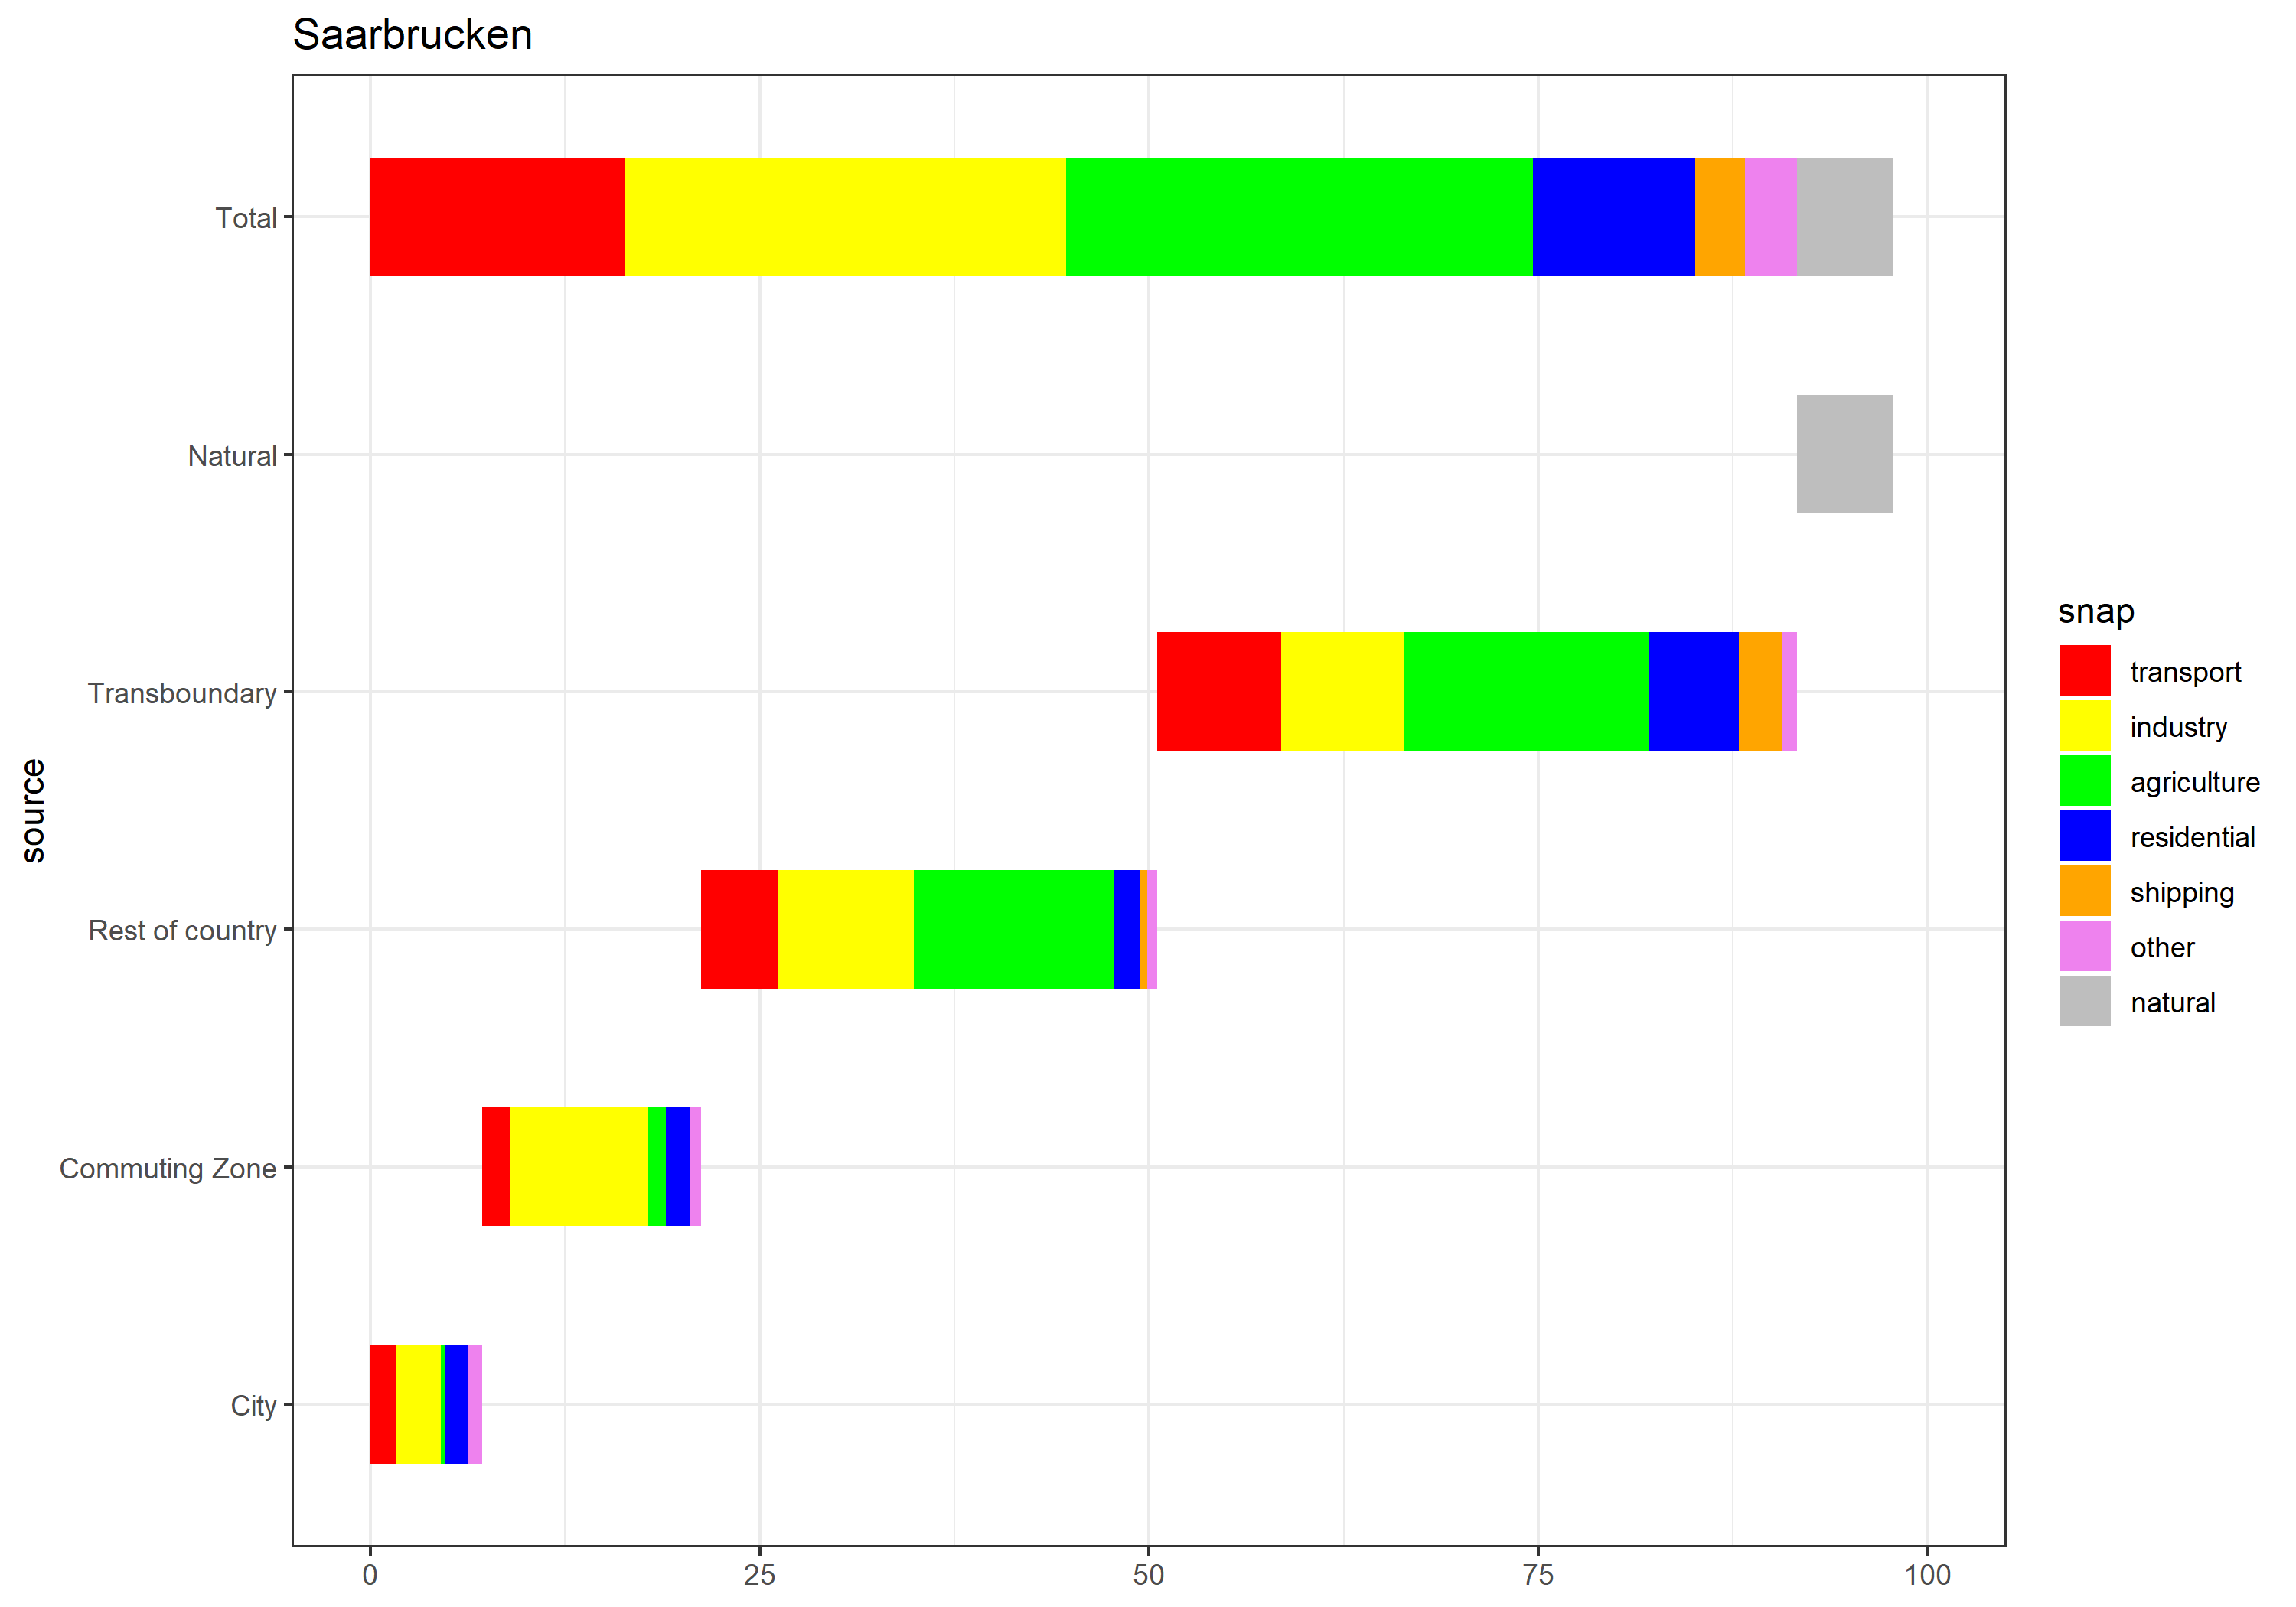 Saarbrucken
Total
Natural
Transboundary
Rest of country
Commuting Zone
City
source
0 25 50 75 100
snap
transport
industry
agriculture
residential
shipping
other
natural